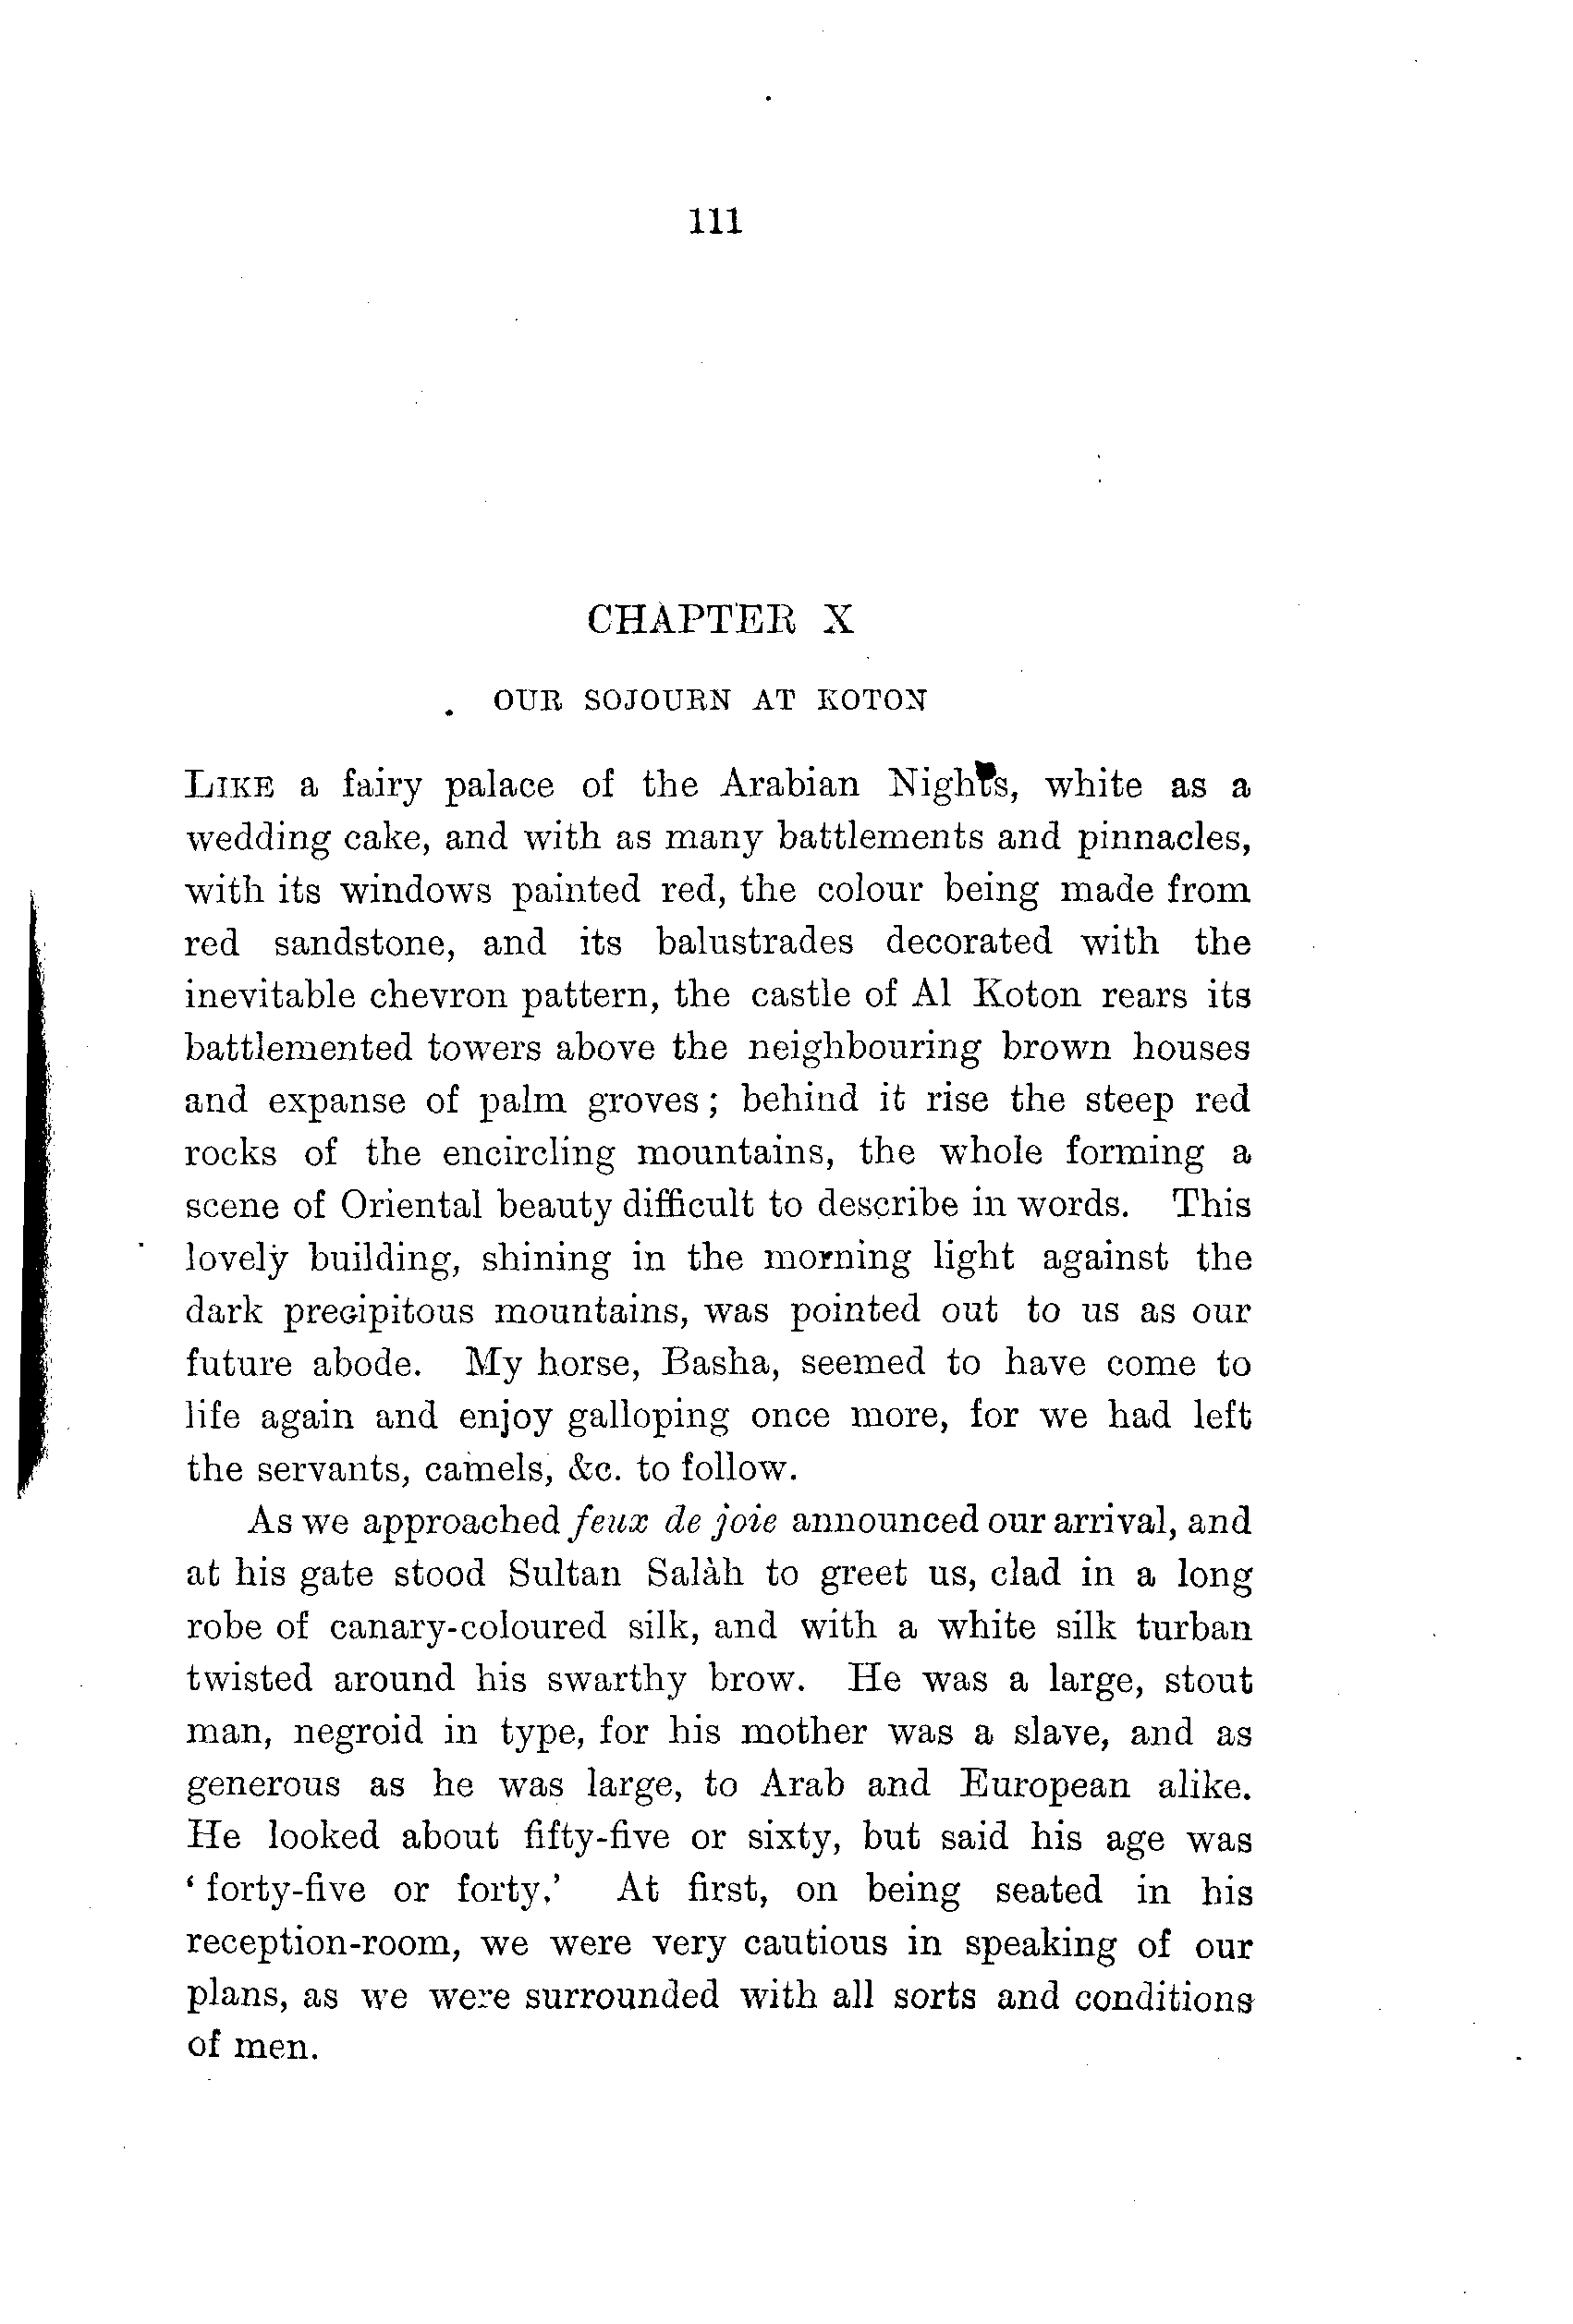 111
CHAPTER X
OUR SOJOURN AT KOTON
LIKE a fairy palace of the Arabian Nights, white as a
wedding cake, and with as many battlements and pinnacles,
with its windows painted red, the colour being made from
red sandstone, and its balustrades decorated with the
inevitable chevron pattern, the castle of Al Koton rears its
battlemented towers above the neighbouring brown houses
and expanse of palm groves; behind it rise the steep red
rocks of the encircling mountains, the whole forming a
scene of Oriental beauty difficult to describe in words. This
lovely building, shining in the morning light against the
dark precipitous mountains, was pointed out to us as our
future abode. My horse, Basha, seemed to have come to
life again and enjoy galloping once more, for we had left
the servants, camels, &c. to follow.
As we approached feux de joie announced our arrival, and
at his gate stood Sultan Salàh to greet us, clad in a long
robe of canary-coloured silk, and with a white silk turban
twisted around his swarthy brow. He was a large, stout
man, negroid in type, for his mother was a slave, and as
generous as he was large, to Arab and European alike.
He looked about fifty-five or sixty, but said his age was
‘forty-five or forty.’ At first, on being seated in his
reception-room, we were very cautious in speaking of our
plans, as we were surrounded with all sorts and conditions
of men.